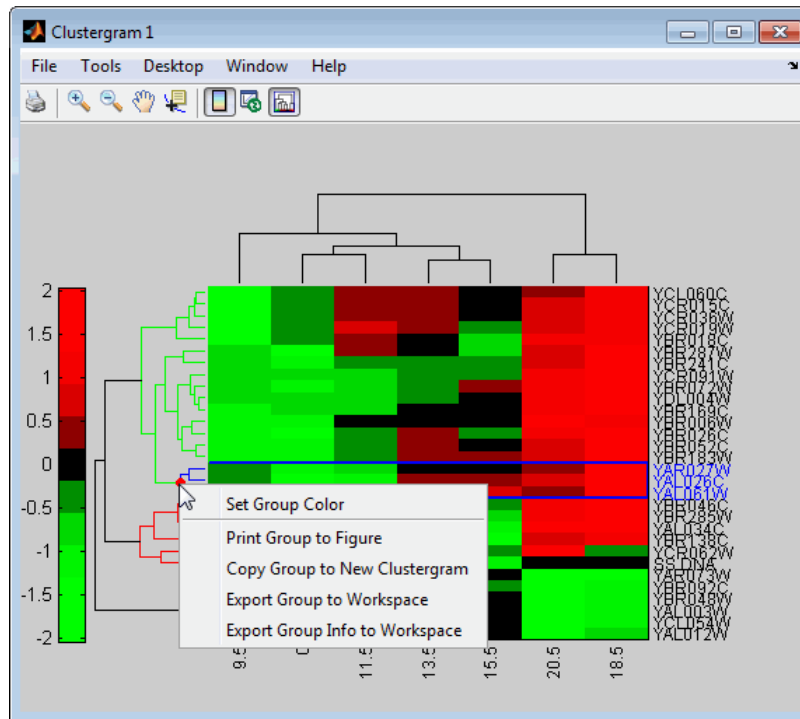 Clustergram 1
File Tools Desktop Window Help
2
1.5
1
0.5
0
-0.5
-1
-1.5
-2
YCL060C
YCR015C
YCR036W
YCR019W
YBR018C
YBR287W
YBR241C
YCR091W
YBR072W
YDL004W
YBR169C
YBR006W
YBR026C
YBR052C
YBR183W
YAR027W
YAL026C
YAL061W
YBR046C
YBR285W
YAL034C
YBR138C
YCR062W
SS DNA
YAR073W
YBR092C
YBR048W
YAL003W
YCL054W
YAL012W
Set Group Color
Print Group to Figure
Copy Group to New Clustergram
Export Group to Workspace
Export Group Info to Workspace
9.5
0
11.5
13.5
15.5
20.5
18.5